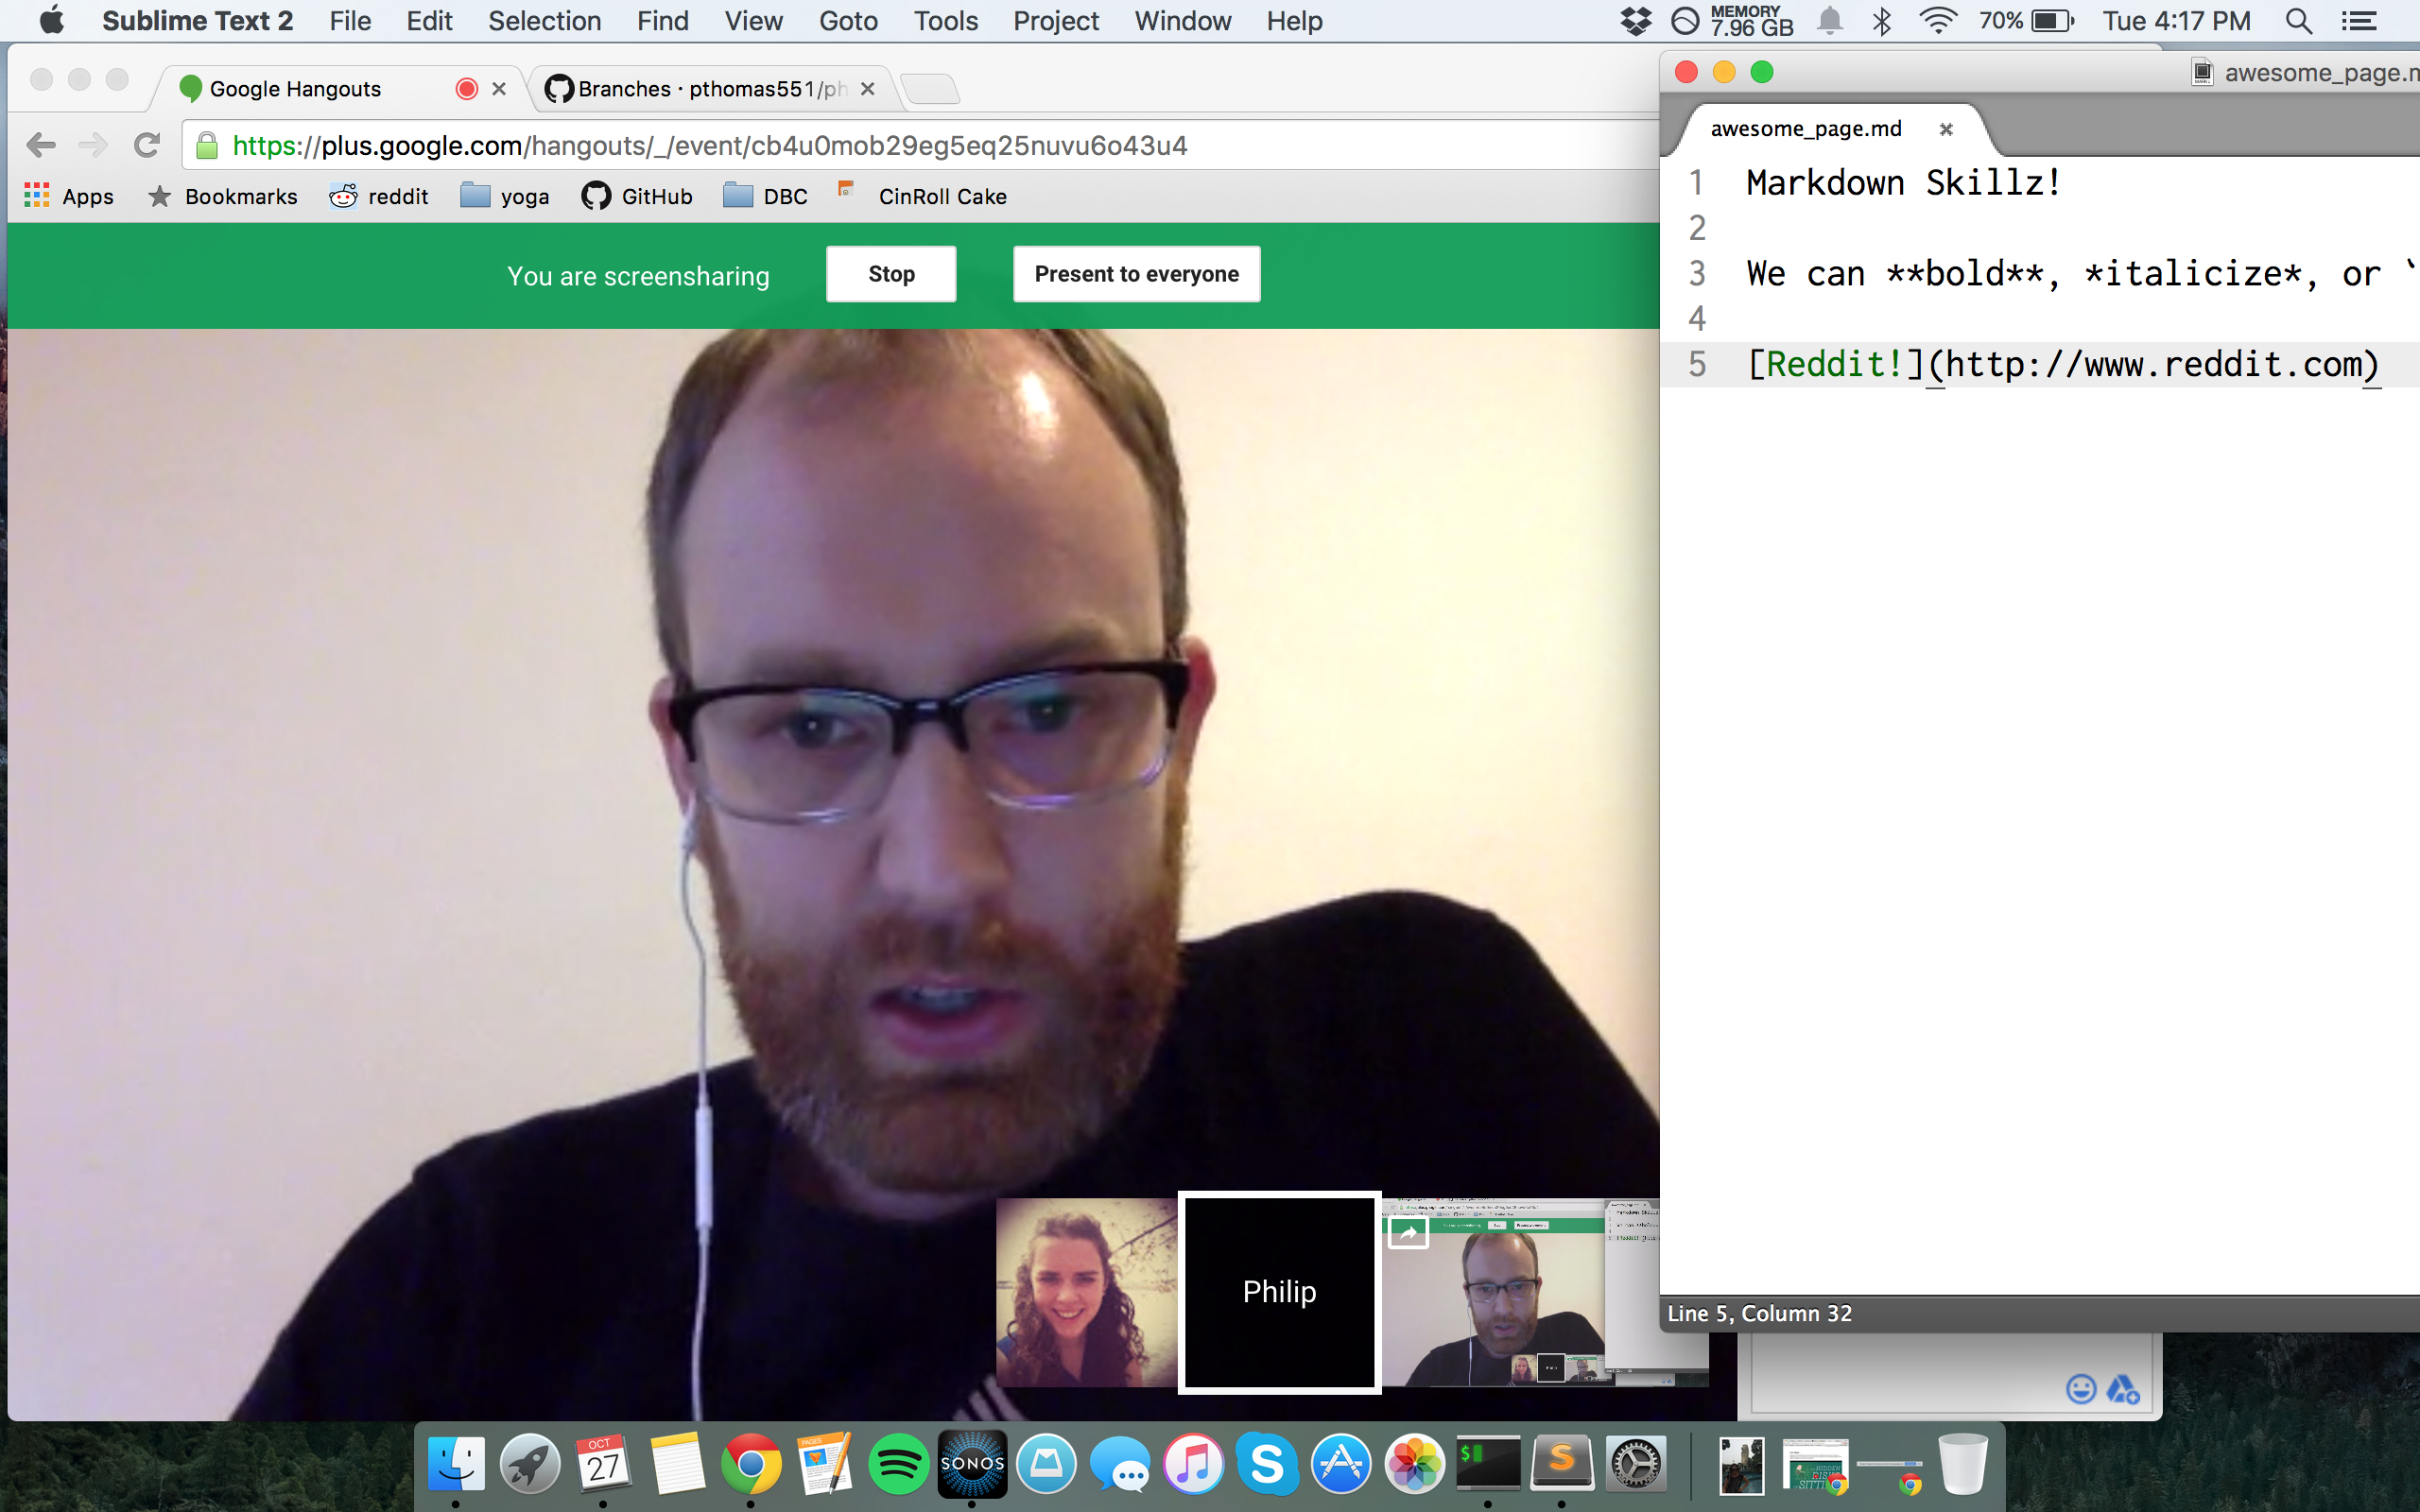 Sublime Text 2 File Edit Selection Find View Goto Tools Project Window Help MEMORY 7.96 GB 70% Tue 4:17 PM
Google Hangouts Branches · pthomas551/ph
https://plus.google.com/hangouts/_/event/cb4u0mob29eg5eq25nuvu6o43u4
Apps Bookmarks reddit yoga GitHub DBC CinRoll Cake
You are screensharing Stop Present to everyone
Philip
awesome_page.m
awesome_page.md
1 Markdown Skillz!
2
3 We can **bold**, *italicize*, or `
4
5 [Reddit!](http://www.reddit.com)
Line 5, Column 32
OCT
27
PAGES
SONOS
$
S
S